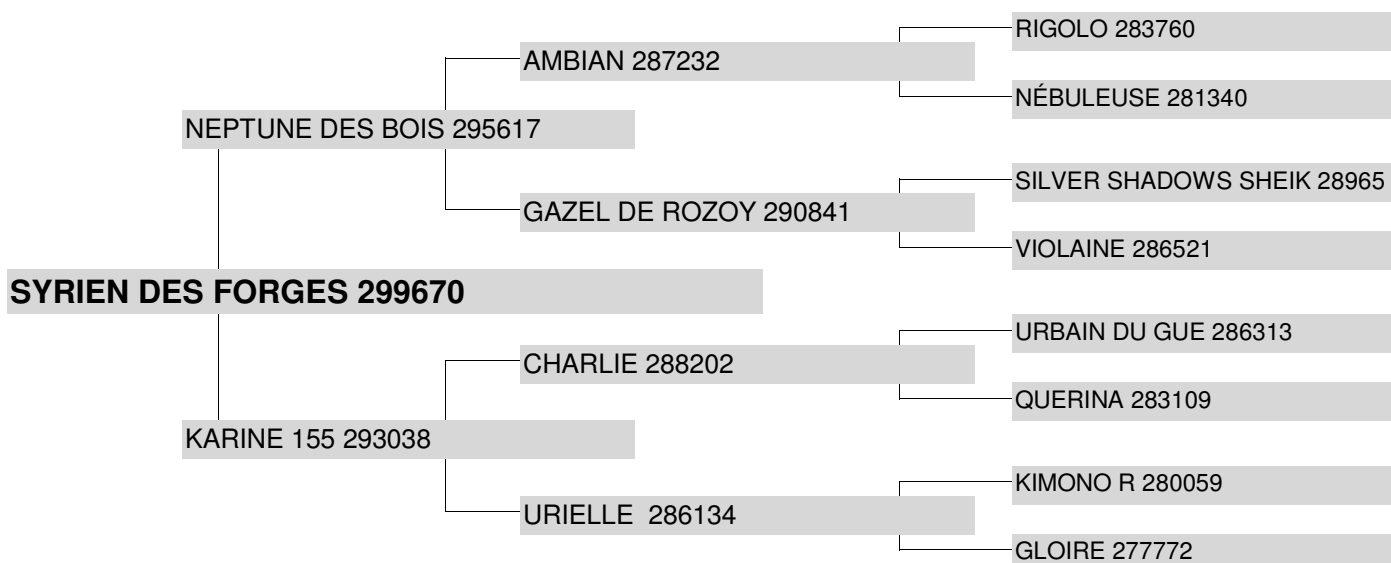 RIGOLO 283760
AMBIAN 287232
NÉBULEUSE 281340
NEPTUNE DES BOIS 295617
SILVER SHADOWS SHEIK 28965
GAZEL DE ROZOY 290841
VIOLAINE 286521
SYRIEN DES FORGES 299670
URBAIN DU GUE 286313
CHARLIE 288202
QUERINA 283109
KARINE 155 293038
KIMONO R 280059
URIELLE 286134
GLOIRE 277772